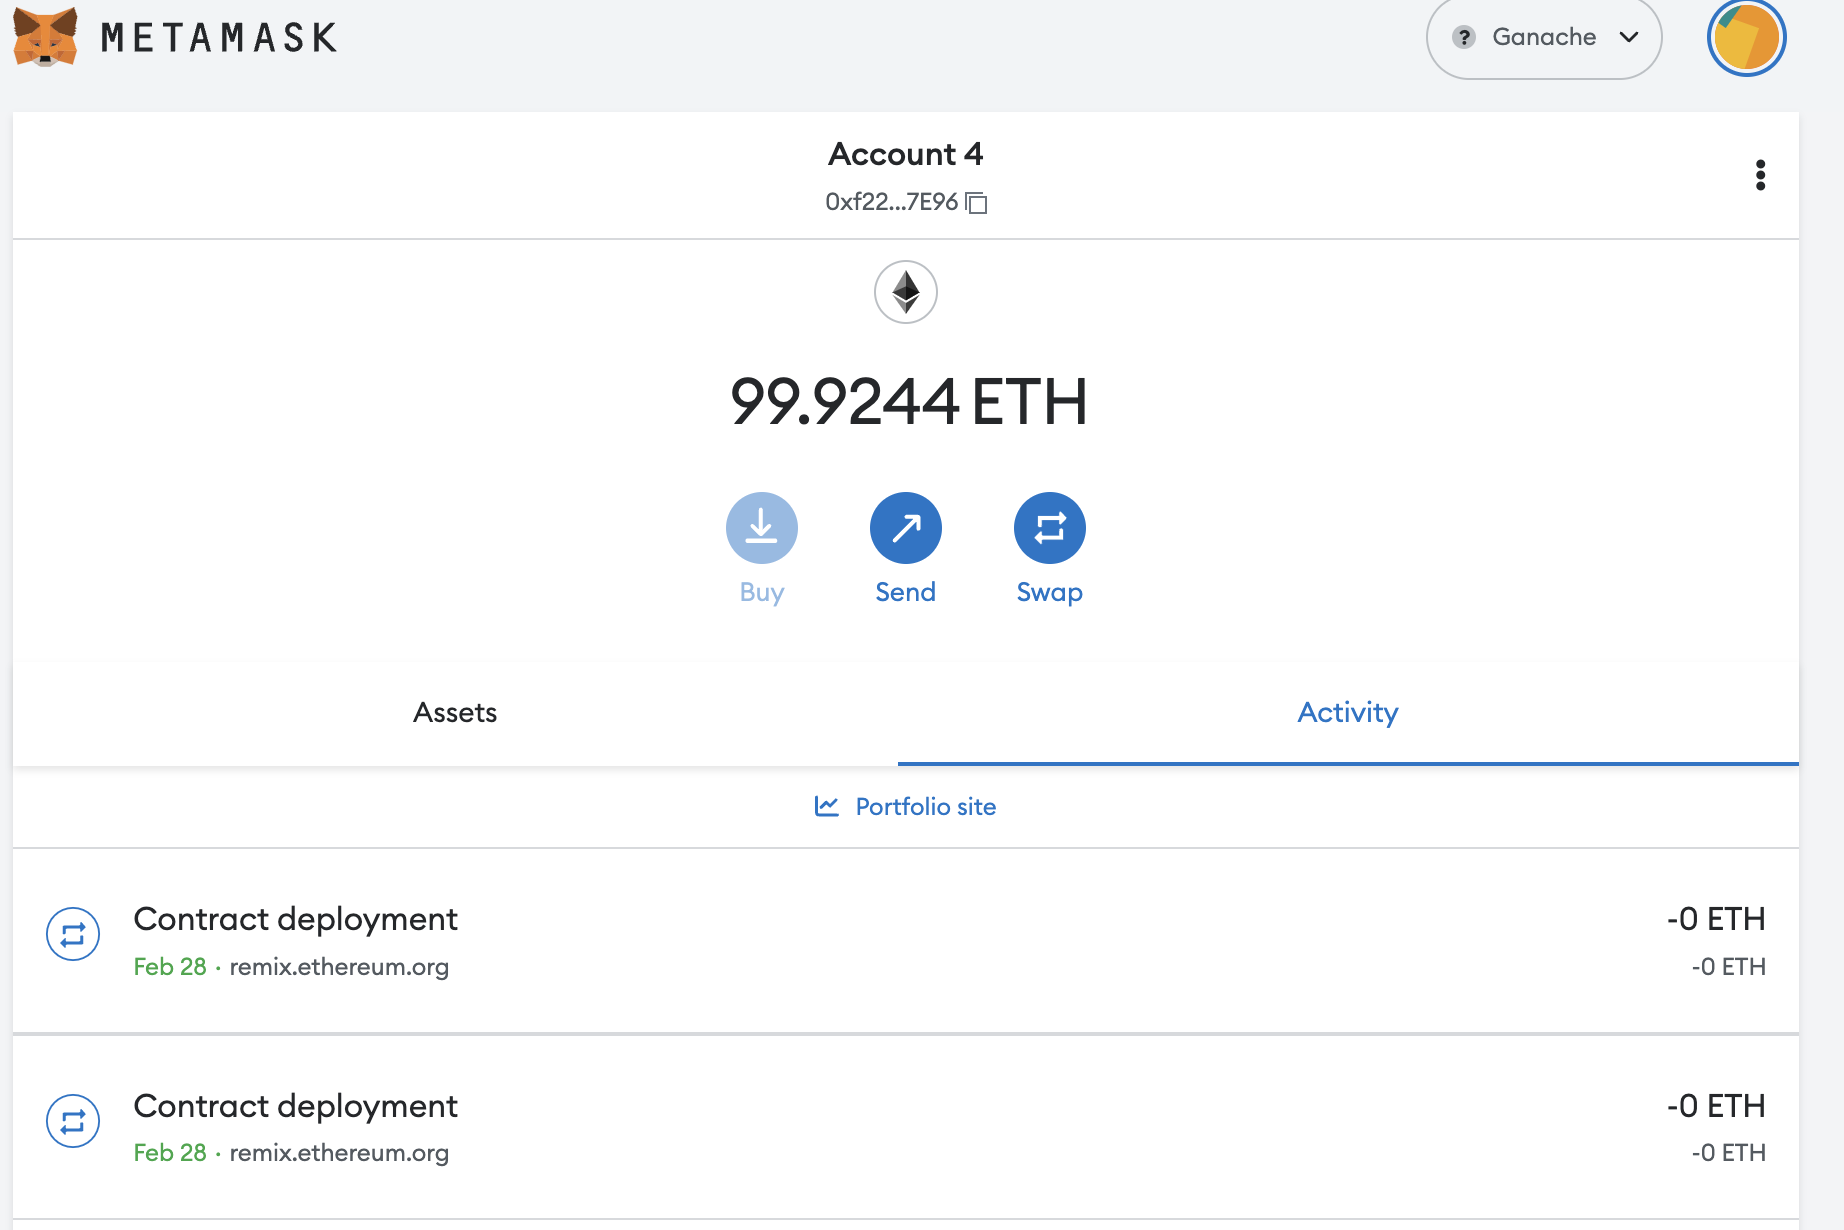 METAMASK
? Ganache
Account 4
0xf22...7E96
99.9244 ETH
Buy Send Swap
Assets Activity
Portfolio site
Contract deployment -0 ETH
Feb 28 · remix.ethereum.org -0 ETH
Contract deployment -0 ETH
Feb 28 · remix.ethereum.org -0 ETH